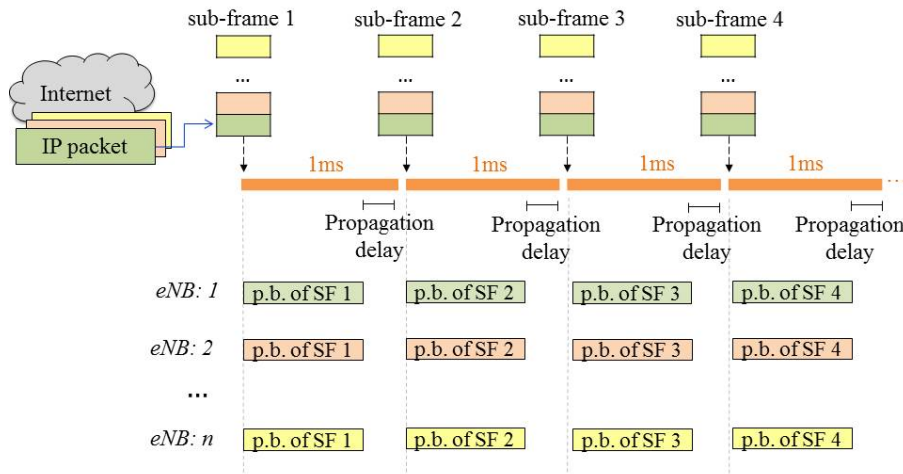 sub-frame 1 sub-frame 2 sub-frame 3 sub-frame 4
... ... ... ...
Internet
IP packet
1ms 1ms 1ms 1ms
...
Propagation delay
Propagation delay
Propagation delay
Propagation delay
eNB: 1 p.b. of SF 1 p.b. of SF 2 p.b. of SF 3 p.b. of SF 4
eNB: 2 p.b. of SF 1 p.b. of SF 2 p.b. of SF 3 p.b. of SF 4
...
eNB: n p.b. of SF 1 p.b. of SF 2 p.b. of SF 3 p.b. of SF 4